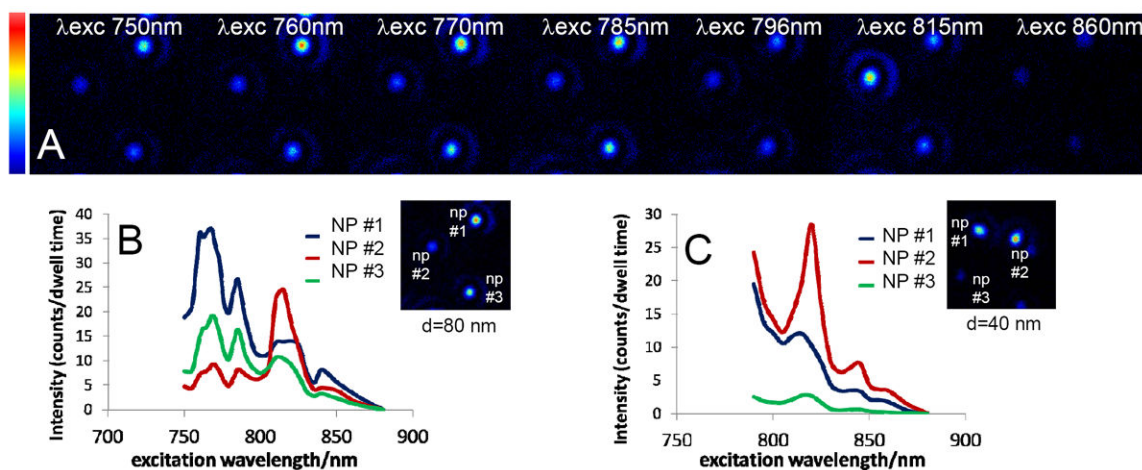 λexc 750nm λexc 760nm λexc 770nm λexc 785nm λexc 796nm λexc 815nm λexc 860nm
A
B
Intensity (counts/dwell time)
40
35
30
25
20
15
10
5
0
700 750 800 850 900
excitation wavelength/nm
NP #1
NP #2
NP #3
np
#1
np
#2
np
#3
d=80 nm
C
Intensity (counts/dwell time)
30
25
20
15
10
5
0
750 800 850 900
excitation wavelength/nm
NP #1
NP #2
NP #3
np
#1
np
#2
np
#3
d=40 nm